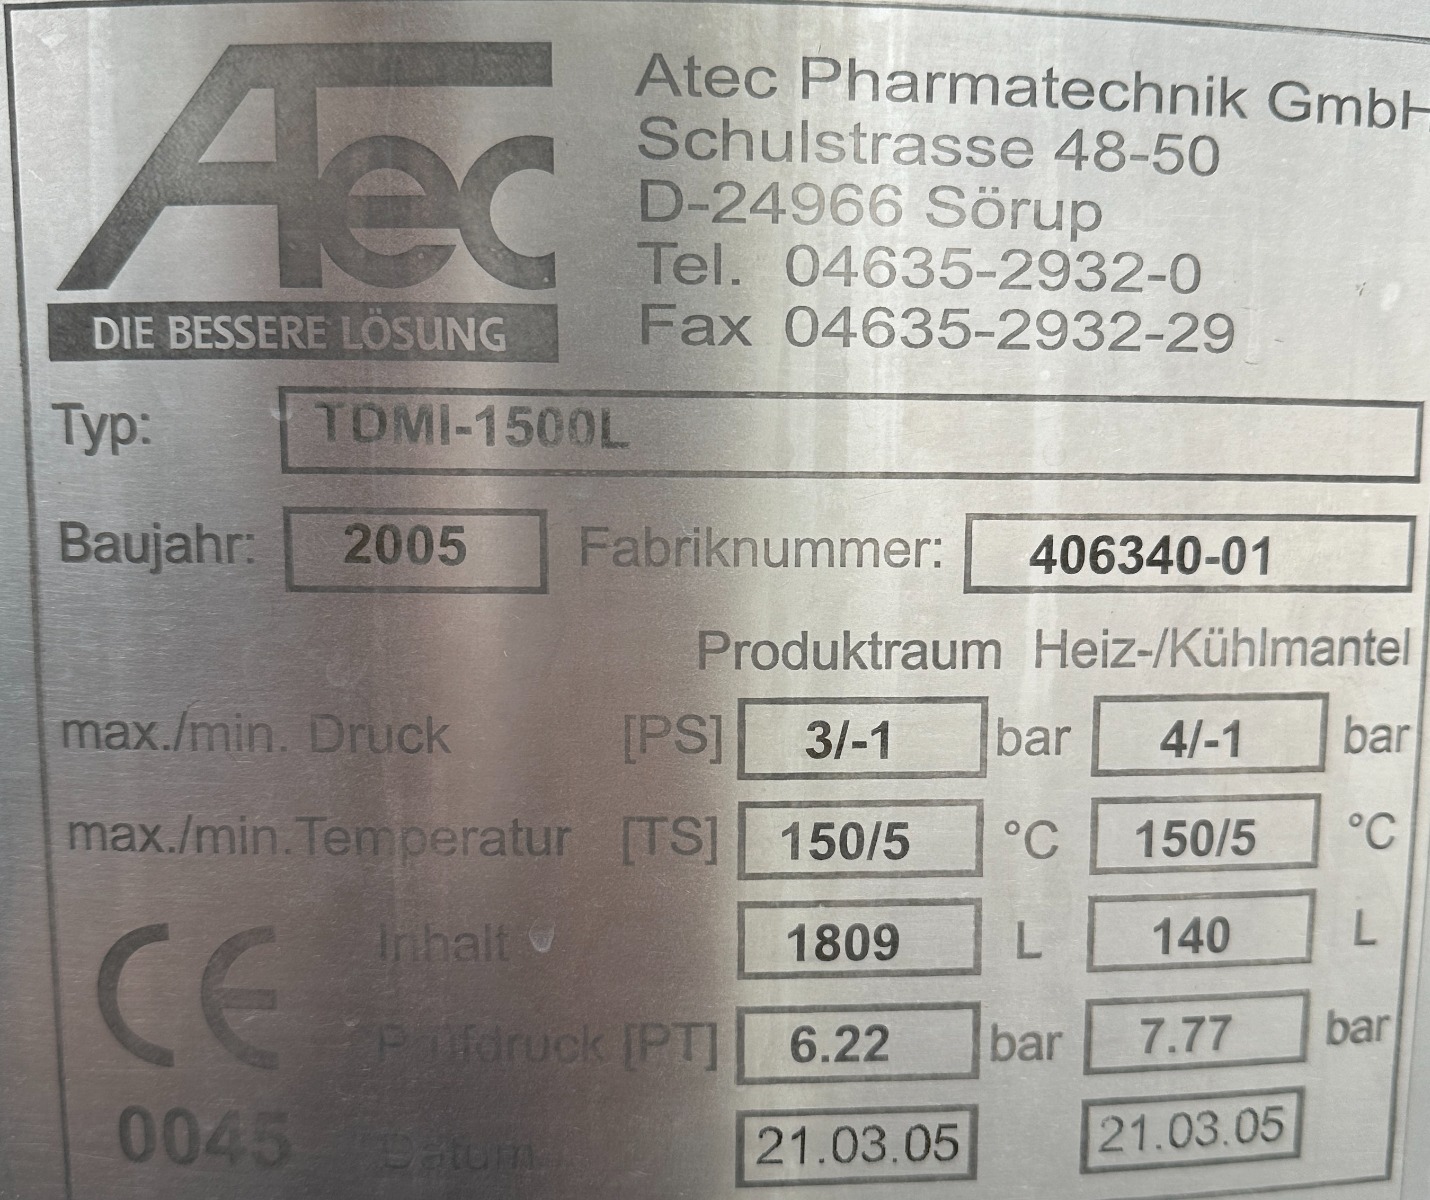 Atec
DIE BESSERE LÖSUNG
Atec Pharmatechnik GmbH
Schulstrasse 48-50
D-24966 Sörup
Tel. 04635-2932-0
Fax 04635-2932-29
Typ: TDMI-1500L
Baujahr: 2005 Fabriknummer: 406340-01
Produktraum Heiz-/Kühlmantel
max./min. Druck [PS] 3/-1 bar 4/-1 bar
max./min. Temperatur [TS] 150/5 °C 150/5 °C
Inhalt 1809 L 140 L
Prüfdruck [PT] 6.22 bar 7.77 bar
CE
0045 Datum 21.03.05 21.03.05